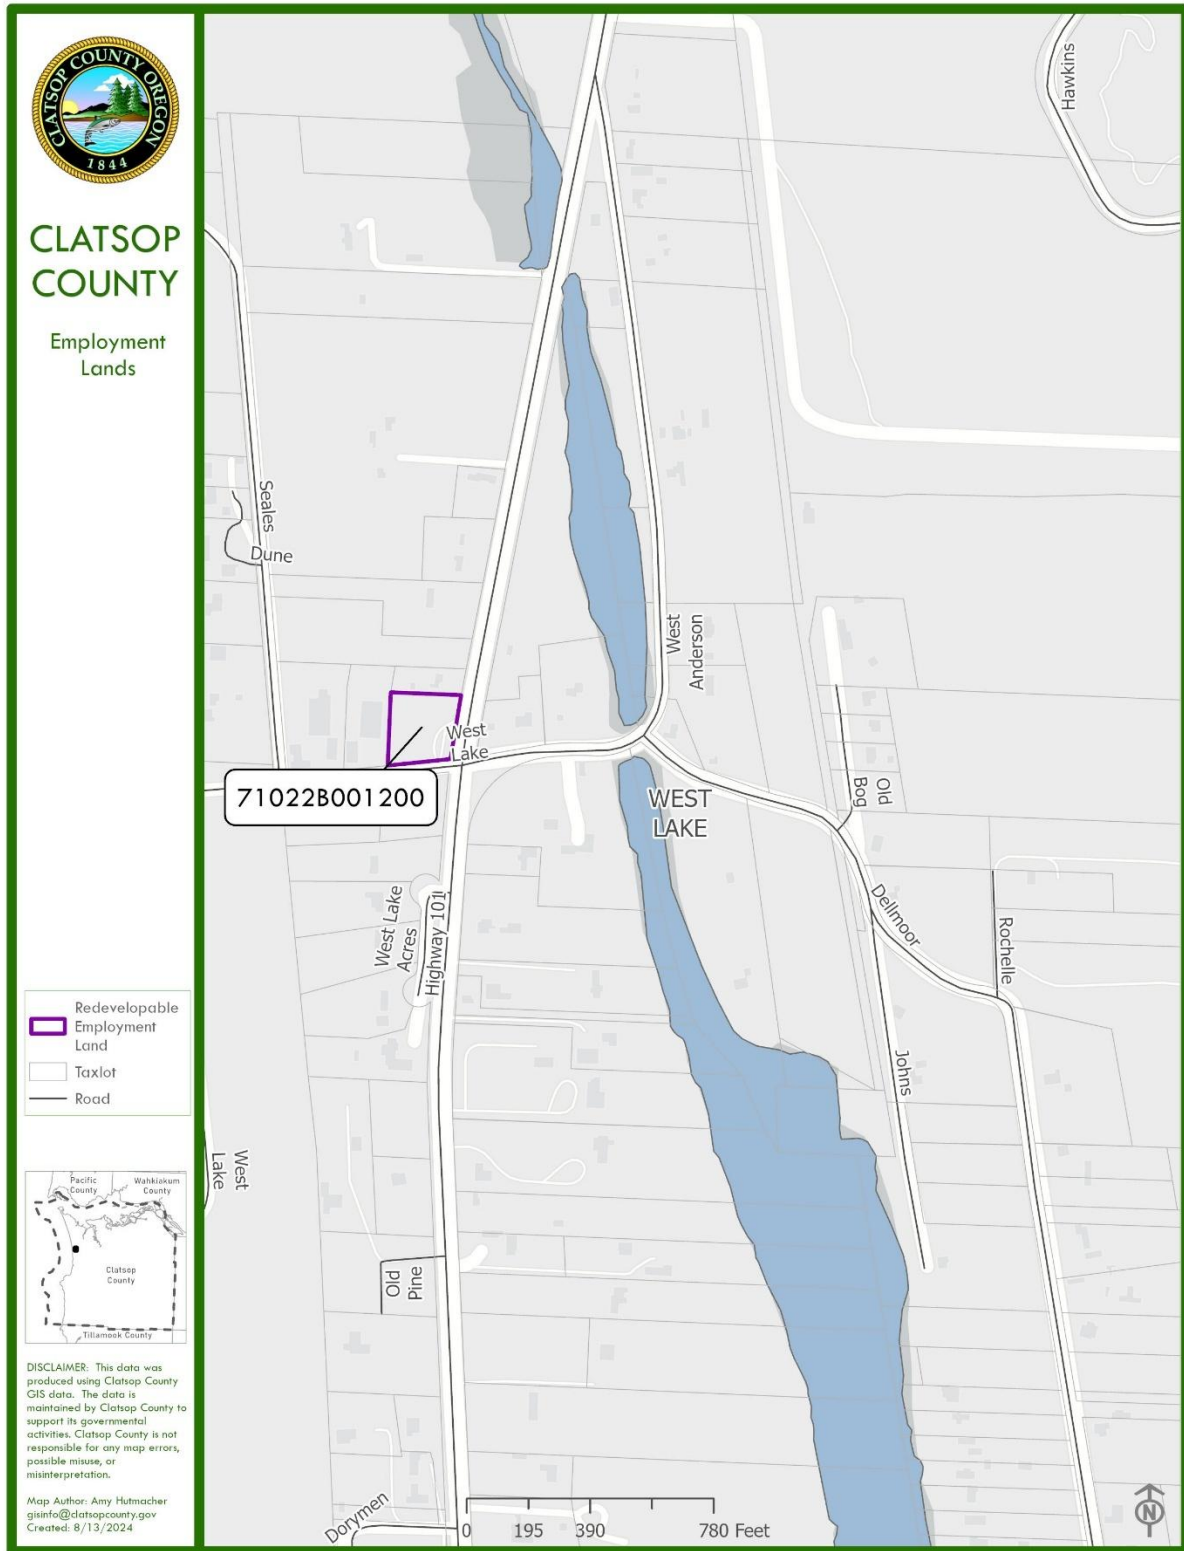 CLATSOP COUNTY OREGON
1844
CLATSOP
COUNTY
Employment
Lands
Redevelopable
Employment
Land
Taxlot
Road
Pacific
County
Wahkiakum
County
Clatsop
County
Tillamook County
DISCLAIMER: This data was
produced using Clatsop County
GIS data. The data is
maintained by Clatsop County to
support its governmental
activities. Clatsop County is not
responsible for any map errors,
possible misuse, or
misinterpretation.
Map Author: Amy Hutmacher
gisinfo@clatsopcounty.gov
Created: 8/13/2024
Hawkins
Seales
Dune
West
Anderson
West
Lake
71022B001200
WEST
LAKE
Old
Bog
West Lake
Acres
Highway 101
Dellmoor
Rochelle
Johns
West
Lake
Old
Pine
Dorymen
0 195 390 780 Feet
N